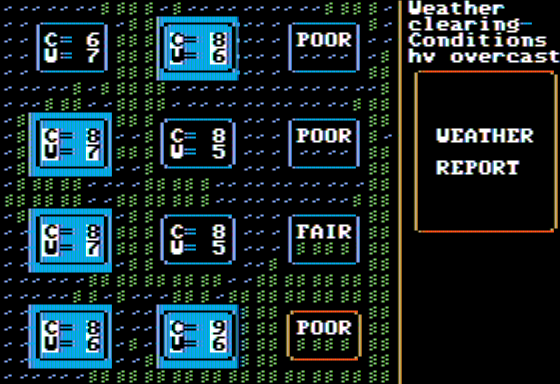 Weather
clearing-
Conditions
hv overcast
WEATHER
REPORT
C= 6
U= 7
C= 8
U= 6
POOR
C= 8
U= 7
C= 8
U= 5
POOR
C= 8
U= 7
C= 8
U= 5
FAIR
C= 8
U= 6
C= 9
U= 6
POOR